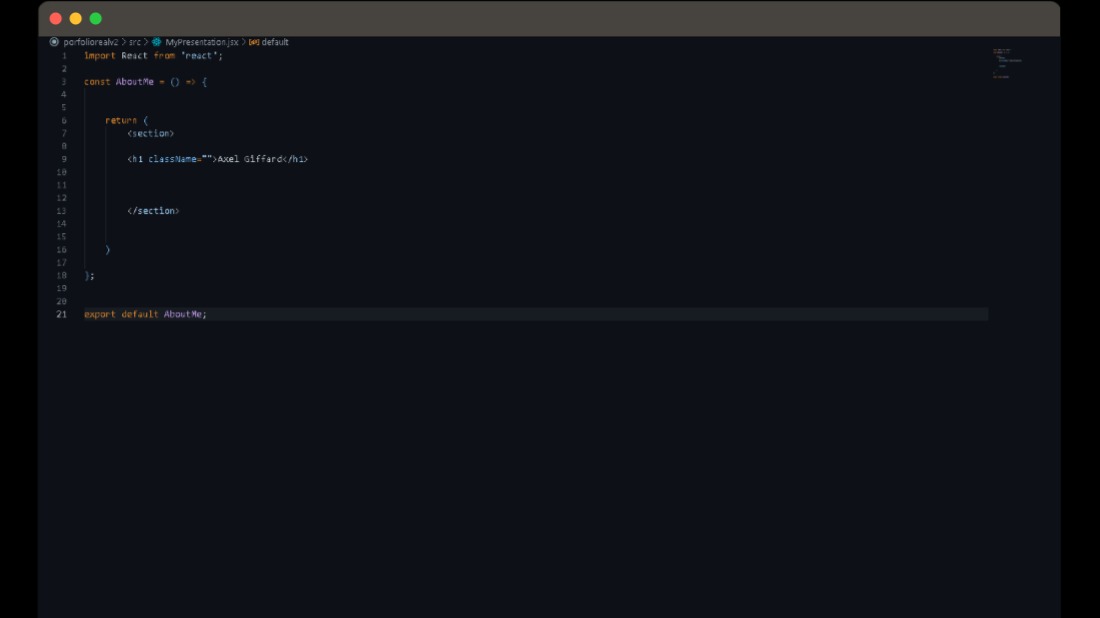 porfoliorealv2 > src > MyPresentation.jsx > default
1 import React from 'react';
2
3 const AboutMe = () => {
4
5
6 return (
7 <section>
8
9 <h1 className="">Axel Giffard</h1>
10
11
12
13 </section>
14
15
16 )
17
18 };
19
20
21 export default AboutMe;